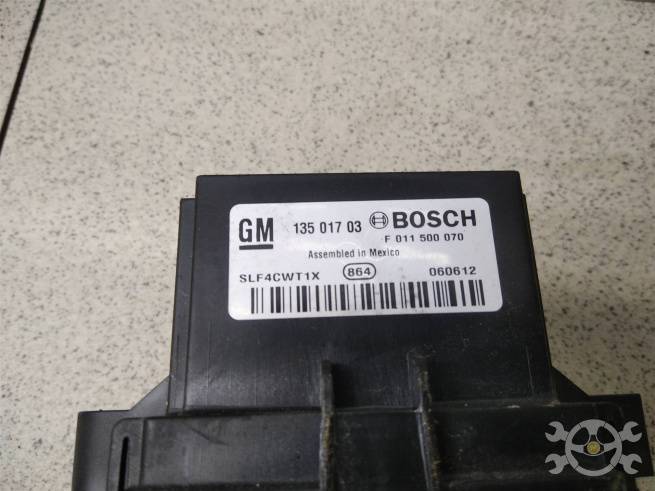 GM 135 017 03 BOSCH
F 011 500 070
Assembled in Mexico
SLF4CWT1X 864 060612